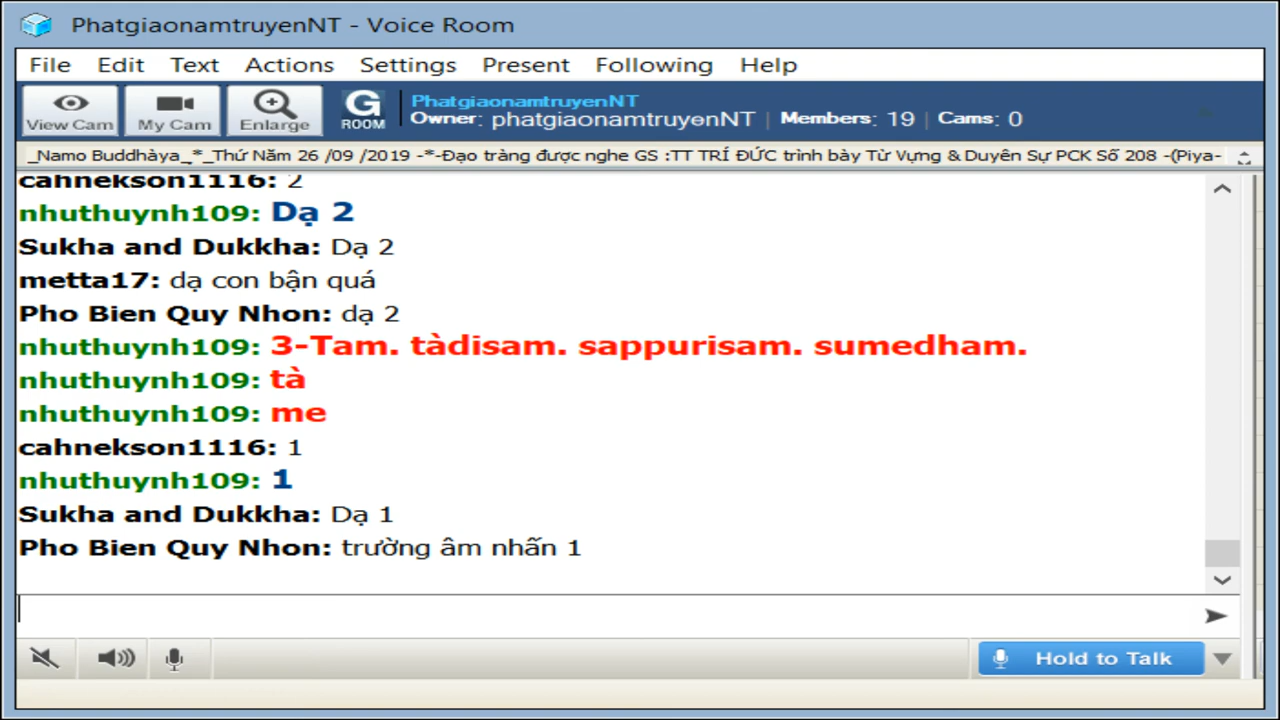 PhatgiaonamtruyenNT - Voice Room
File Edit Text Actions Settings Present Following Help
View Cam My Cam Enlarge G ROOM PhatgiaonamtruyenNT
Owner: phatgiaonamtruyenNT | Members: 19 | Cams: 0
_Namo Buddhàya_*_Thứ Năm 26 /09 /2019 -*-Đạo tràng được nghe GS :TT TRÍ ĐỨC trình bày Từ Vựng & Duyên Sự PCK Số 208 -(Piya-
cahnekson1116: 2
nhuthuynh109: Dạ 2
Sukha and Dukkha: Dạ 2
metta17: dạ con bận quá
Pho Bien Quy Nhon: dạ 2
nhuthuynh109: 3-Tam. tàdisam. sappurisam. sumedham.
nhuthuynh109: tà
nhuthuynh109: me
cahnekson1116: 1
nhuthuynh109: 1
Sukha and Dukkha: Dạ 1
Pho Bien Quy Nhon: trường âm nhấn 1
Hold to Talk